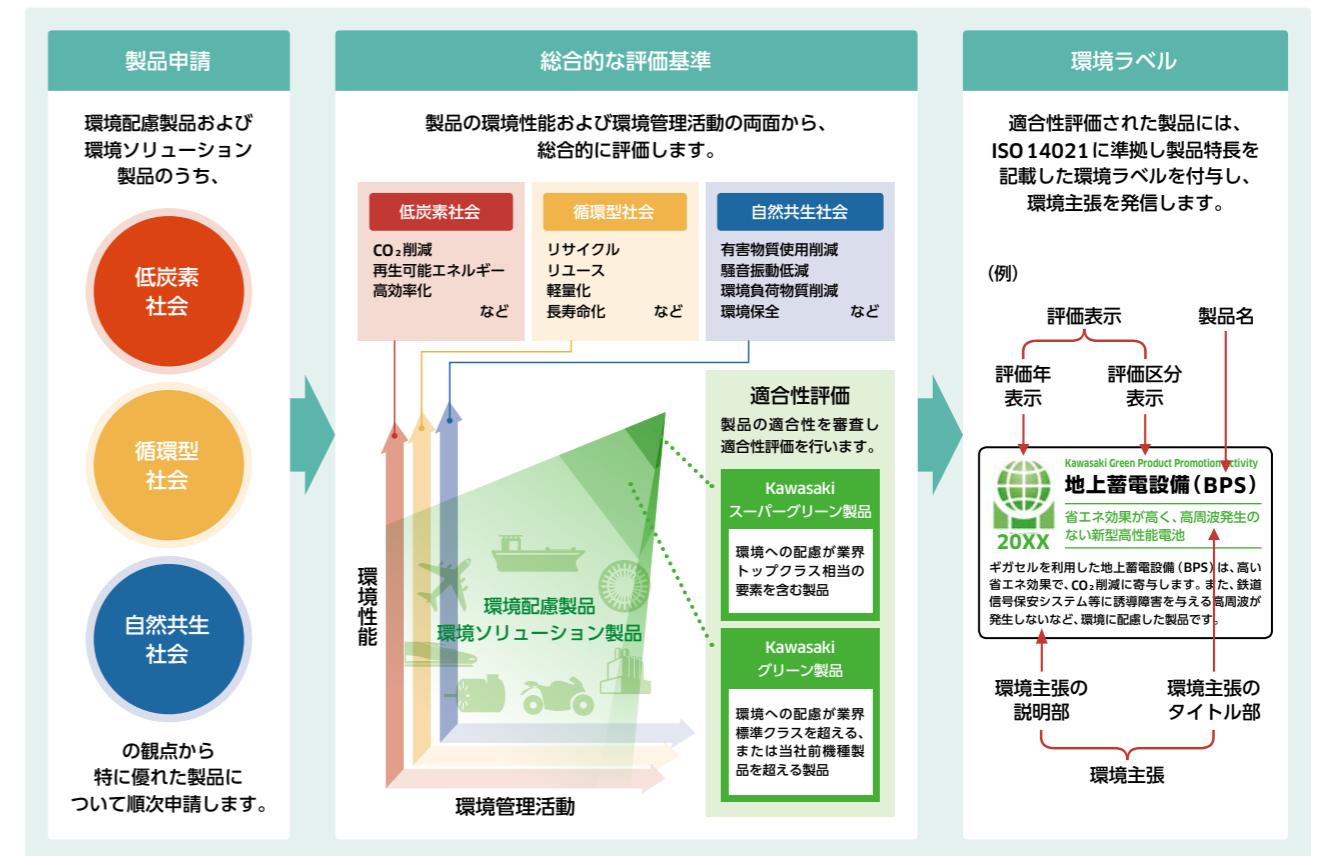 製品申請
環境配慮製品および
環境ソリューション
製品のうち、
低炭素
社会
循環型
社会
自然共生
社会
の観点から
特に優れた製品に
ついて順次申請します。
総合的な評価基準
製品の環境性能および環境管理活動の両面から、
総合的に評価します。
低炭素社会
CO₂削減
再生可能エネルギー
高効率化
など
循環型社会
リサイクル
リユース
軽量化
長寿命化 など
自然共生社会
有害物質使用削減
騒音振動低減
環境負荷物質削減
環境保全 など
環境性能
環境配慮製品
環境ソリューション製品
環境管理活動
適合性評価
製品の適合性を審査し
適合性評価を行います。
Kawasaki
スーパーグリーン製品
環境への配慮が業界
トップクラス相当の
要素を含む製品
Kawasaki
グリーン製品
環境への配慮が業界
標準クラスを超える、
または当社前機種製
品を超える製品
環境ラベル
適合性評価された製品には、
ISO 14021に準拠し製品特長を
記載した環境ラベルを付与し、
環境主張を発信します。
（例）
評価表示
製品名
評価年
表示
評価区分
表示
Kawasaki Green Product Promotion Activity
地上蓄電設備（BPS）
省エネ効果が高く、高周波発生の
ない新型高性能電池
20XX
ギガセルを利用した地上蓄電設備（BPS）は、高い
省エネ効果で、CO₂削減に寄与します。また、鉄道
信号保安システム等に誘導障害を与える高周波が
発生しないなど、環境に配慮した製品です。
環境主張の
説明部
環境主張の
タイトル部
環境主張